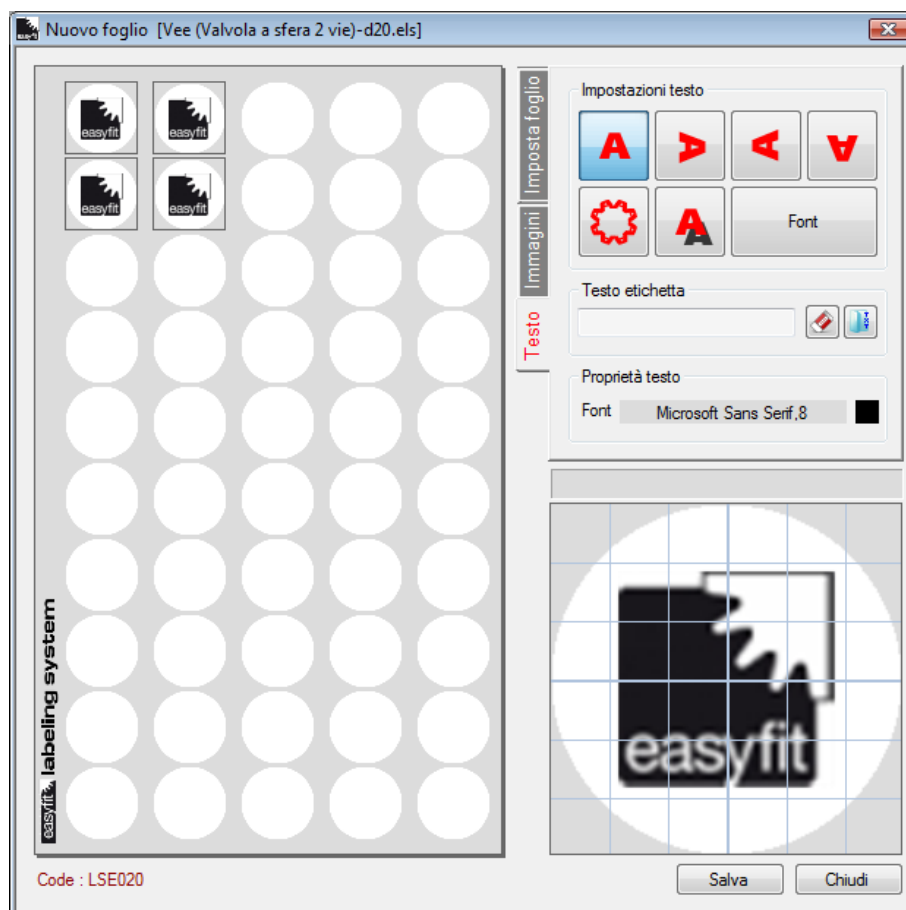 Nuovo foglio [Vee (Valvola a sfera 2 vie)-d20.els]
easyfit
easyfit
easyfit
easyfit
easyfit labeling system
Code : LSE020
Imposta foglio
Immagini
Testo
Impostazioni testo
A
A
A
A
A
A
Font
Testo etichetta
TXT
Proprietà testo
Font
Microsoft Sans Serif,8
easyfit
Salva
Chiudi